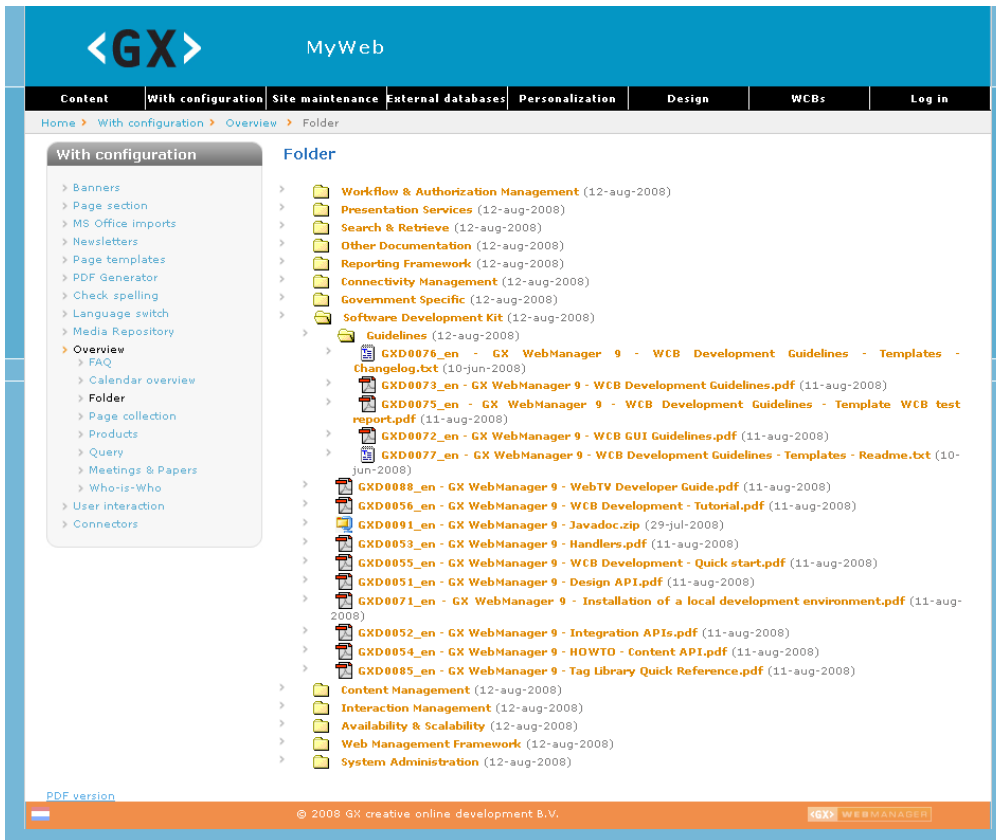 <GX>
MyWeb
Content With configuration Site maintenance External databases Personalization Design WCBs Log in
Home > With configuration > Overview > Folder
With configuration
Banners
Page section
MS Office imports
Newsletters
Page templates
PDF Generator
Check spelling
Language switch
Media Repository
Overview
FAQ
Calendar overview
Folder
Page collection
Products
Query
Meetings & Papers
Who-is-Who
User interaction
Connectors
Folder
Workflow & Authorization Management (12-aug-2008)
Presentation Services (12-aug-2008)
Search & Retrieve (12-aug-2008)
Other Documentation (12-aug-2008)
Reporting Framework (12-aug-2008)
Connectivity Management (12-aug-2008)
Government Specific (12-aug-2008)
Software Development Kit (12-aug-2008)
Guidelines (12-aug-2008)
GXD0076_en - GX WebManager 9 - WCB Development Guidelines - Templates -
Changelog.txt (10-jun-2008)
GXD0073_en - GX WebManager 9 - WCB Development Guidelines.pdf (11-aug-2008)
GXD0075_en - GX WebManager 9 - WCB Development Guidelines - Template WCB test
report.pdf (11-aug-2008)
GXD0072_en - GX WebManager 9 - WCB GUI Guidelines.pdf (11-aug-2008)
GXD0077_en - GX WebManager 9 - WCB Development Guidelines - Templates - Readme.txt (10-
jun-2008)
GXD0088_en - GX WebManager 9 - WebTV Developer Guide.pdf (11-aug-2008)
GXD0056_en - GX WebManager 9 - WCB Development - Tutorial.pdf (11-aug-2008)
GXD0091_en - GX WebManager 9 - Javadoc.zip (29-jul-2008)
GXD0053_en - GX WebManager 9 - Handlers.pdf (11-aug-2008)
GXD0055_en - GX WebManager 9 - WCB Development - Quick start.pdf (11-aug-2008)
GXD0051_en - GX WebManager 9 - Design API.pdf (11-aug-2008)
GXD0071_en - GX WebManager 9 - Installation of a local development environment.pdf (11-aug-
2008)
GXD0052_en - GX WebManager 9 - Integration APIs.pdf (11-aug-2008)
GXD0054_en - GX WebManager 9 - HOWTO - Content API.pdf (11-aug-2008)
GXD0085_en - GX WebManager 9 - Tag Library Quick Reference.pdf (11-aug-2008)
Content Management (12-aug-2008)
Interaction Management (12-aug-2008)
Availability & Scalability (12-aug-2008)
Web Management Framework (12-aug-2008)
System Administration (12-aug-2008)
PDF version
© 2008 GX creative online development B.V.
<GX> WEBMANAGER